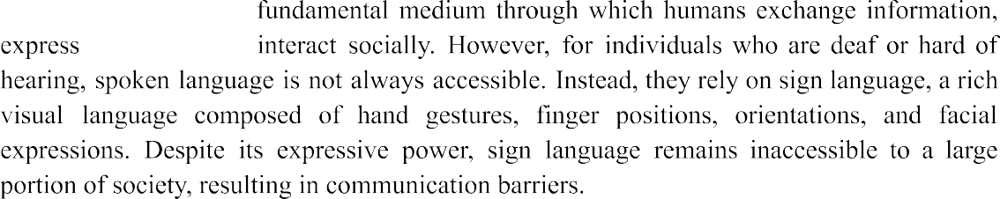 fundamental medium through which humans exchange information,
express interact socially. However, for individuals who are deaf or hard of
hearing, spoken language is not always accessible. Instead, they rely on sign language, a rich
visual language composed of hand gestures, finger positions, orientations, and facial
expressions. Despite its expressive power, sign language remains inaccessible to a large
portion of society, resulting in communication barriers.